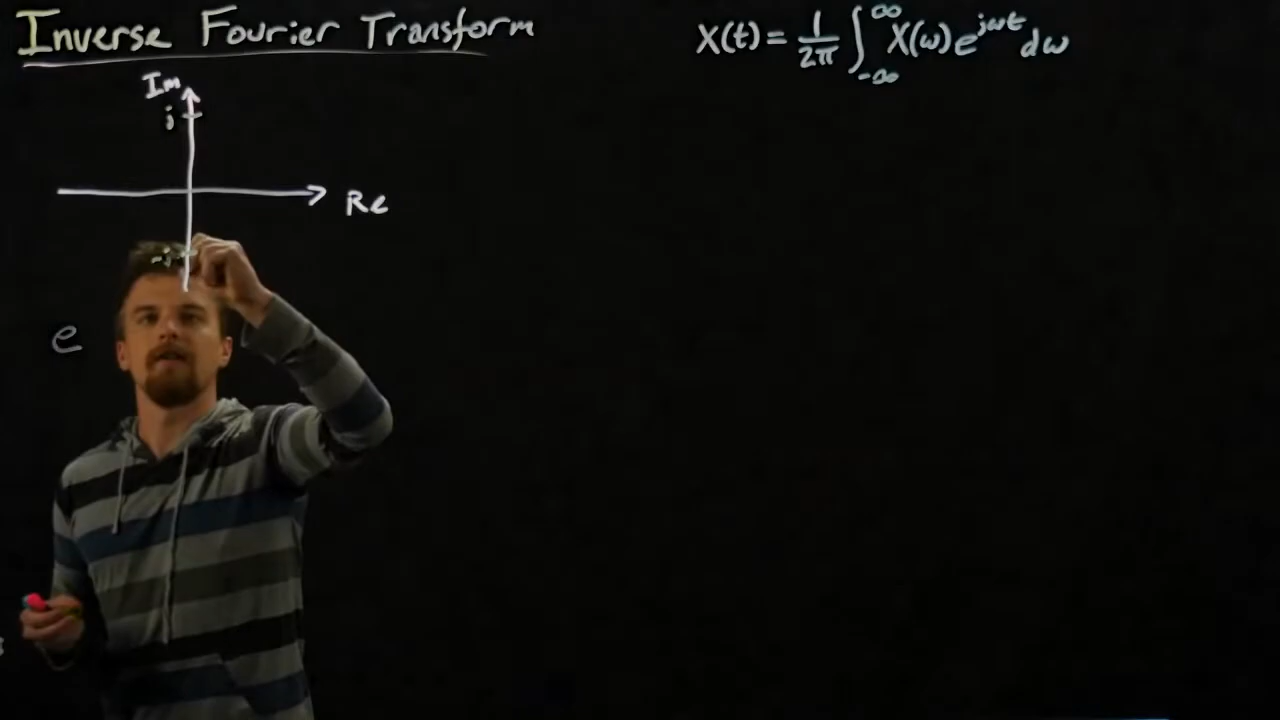 Inverse Fourier Transform
X(t) = 1/2π ∫_{-∞}^{∞} X(ω) e^{jωt} dω
Im
j
Re
-j
e